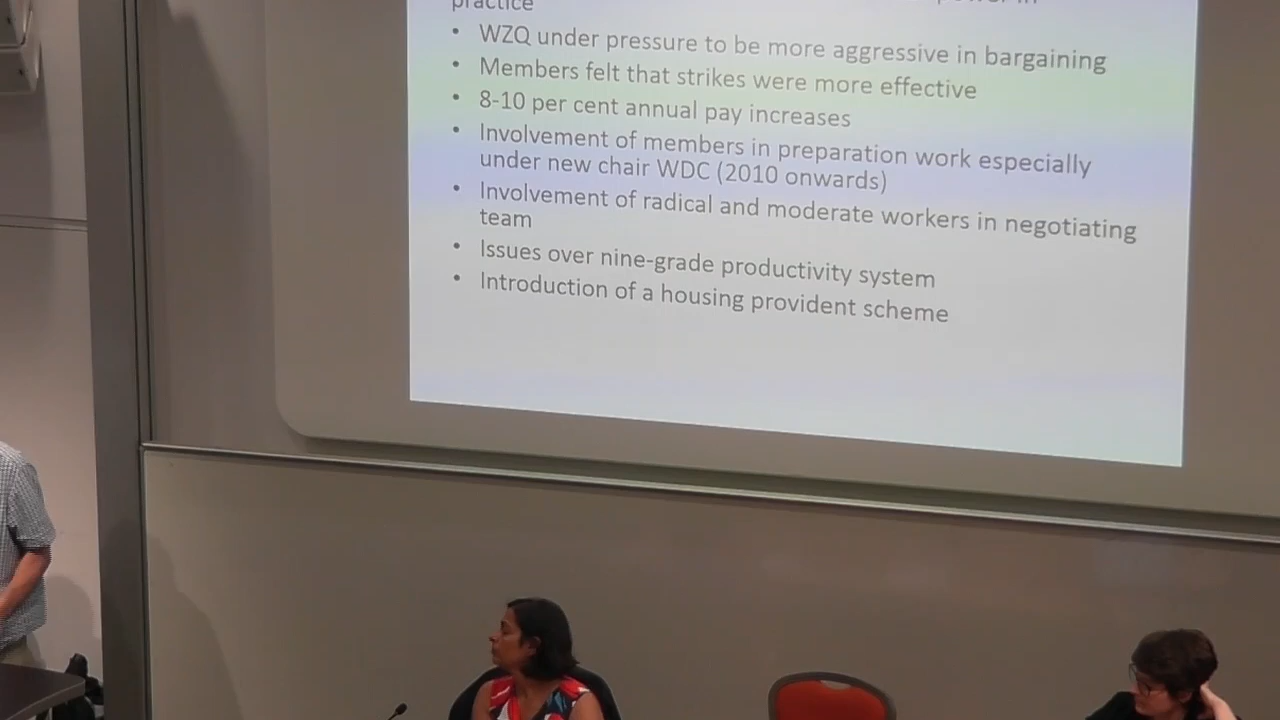 practice
• WZQ under pressure to be more aggressive in bargaining
• Members felt that strikes were more effective
• 8-10 per cent annual pay increases
• Involvement of members in preparation work especially
under new chair WDC (2010 onwards)
• Involvement of radical and moderate workers in negotiating
team
• Issues over nine-grade productivity system
• Introduction of a housing provident scheme